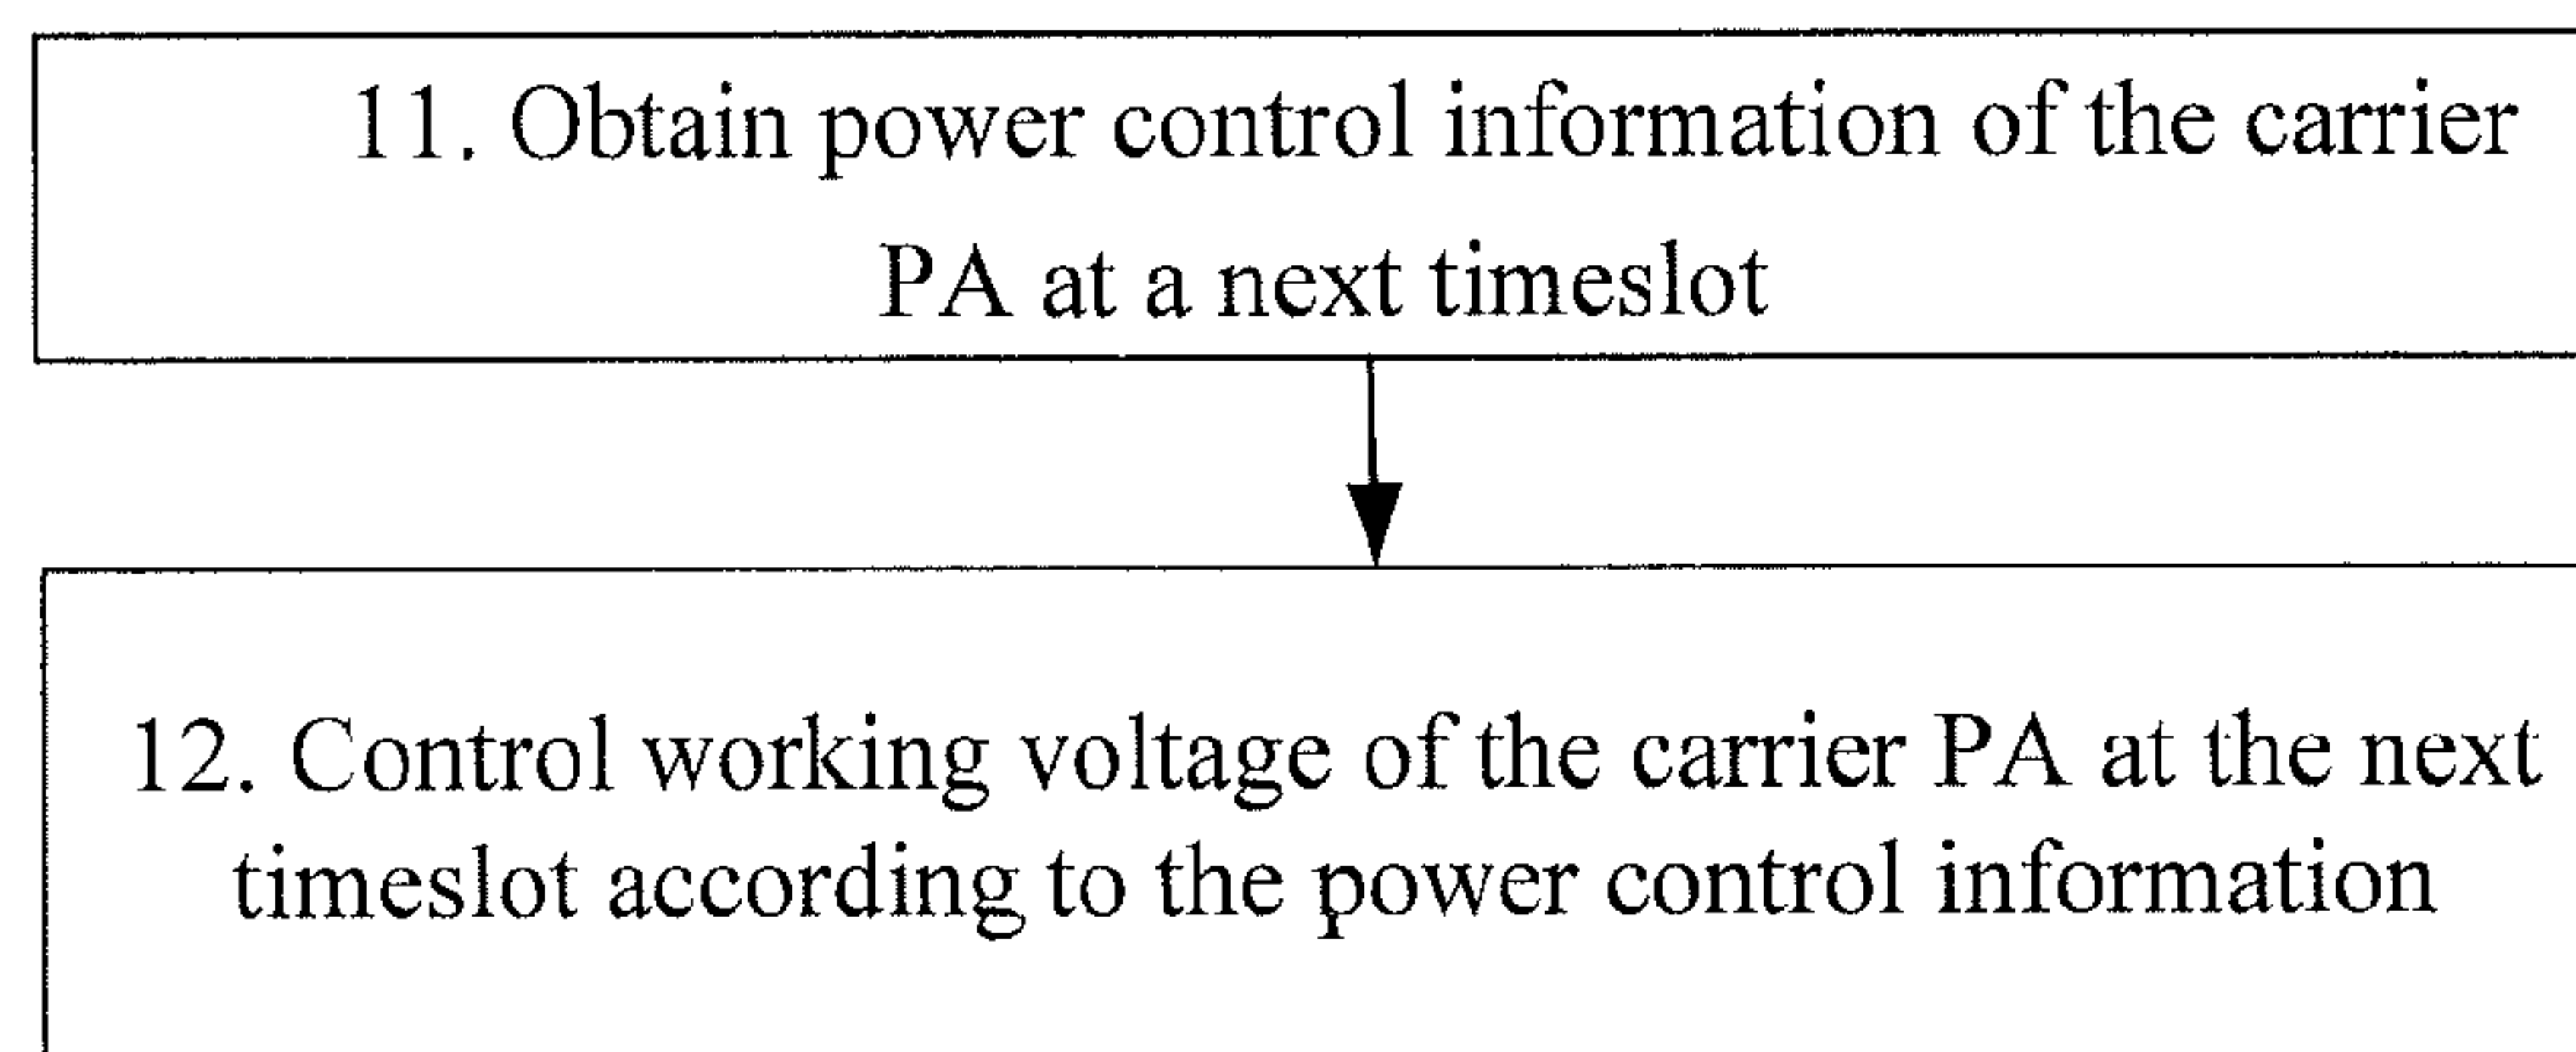 11. Obtain power control information of the carrier
PA at a next timeslot
12. Control working voltage of the carrier PA at the next
timeslot according to the power control information